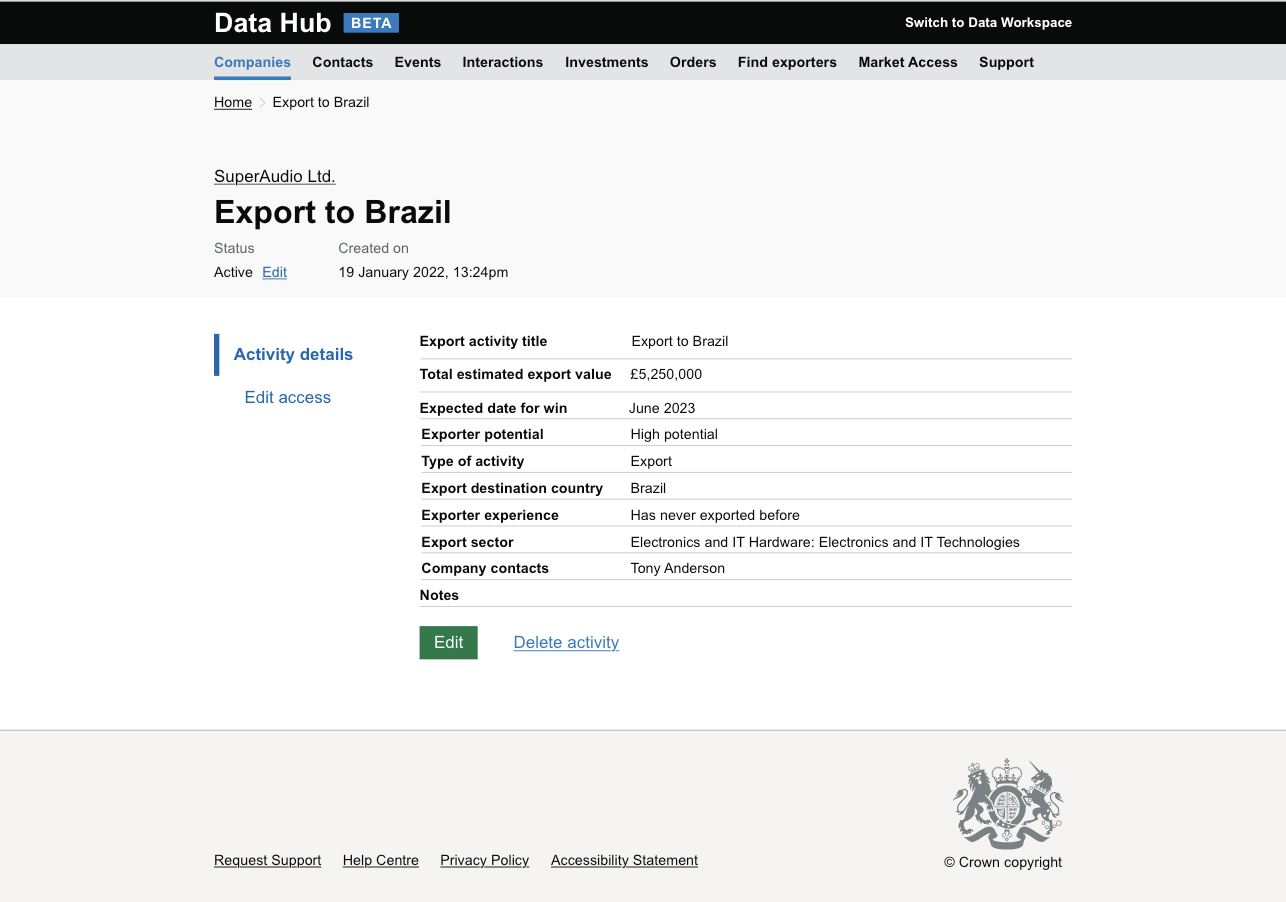 Data Hub BETA Switch to Data Workspace
Companies Contacts Events Interactions Investments Orders Find exporters Market Access Support
Home Export to Brazil
SuperAudio Ltd.
Export to Brazil
Status Created on
Active Edit 19 January 2022, 13:24pm
Activity details
Edit access
Export activity title Export to Brazil
Total estimated export value £5,250,000
Expected date for win June 2023
Exporter potential High potential
Type of activity Export
Export destination country Brazil
Exporter experience Has never exported before
Export sector Electronics and IT Hardware: Electronics and IT Technologies
Company contacts Tony Anderson
Notes
Edit Delete activity
Request Support Help Centre Privacy Policy Accessibility Statement
© Crown copyright